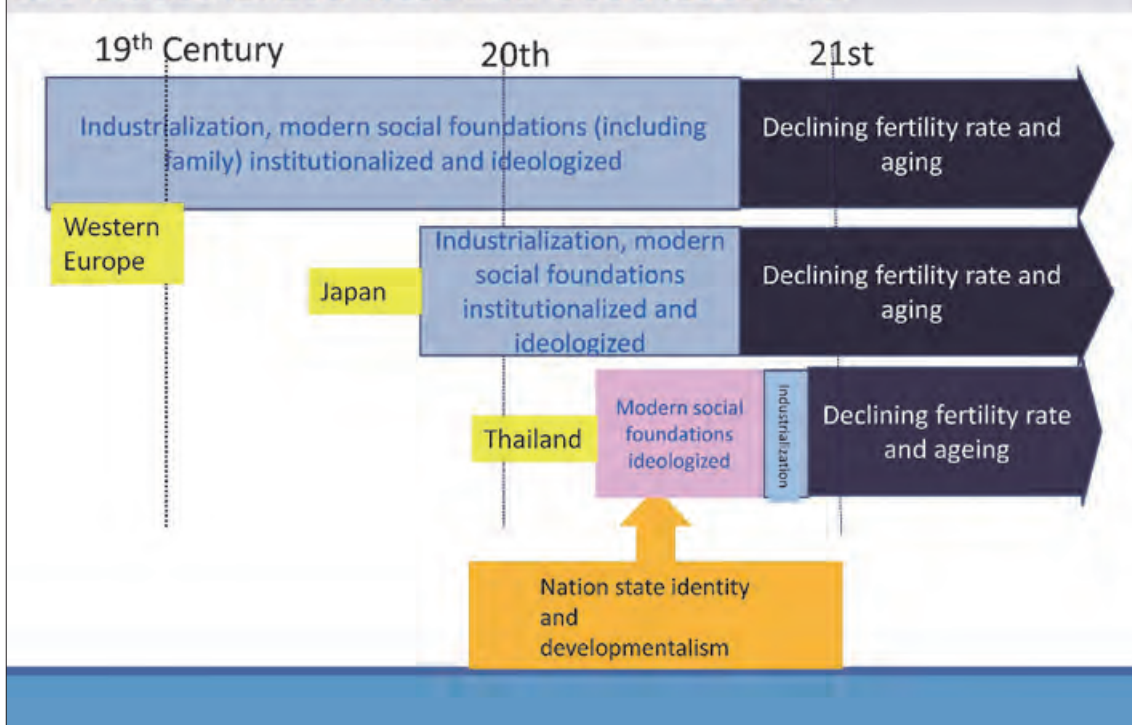 19th Century
20th
21st
Industrialization, modern social foundations (including
family) institutionalized and ideologized
Declining fertility rate and
aging
Western
Europe
Japan
Industrialization, modern
social foundations
institutionalized and
ideologized
Declining fertility rate and
aging
Thailand
Modern social
foundations
ideologized
Industrialization
Declining fertility rate
and ageing
Nation state identity
and
developmentalism